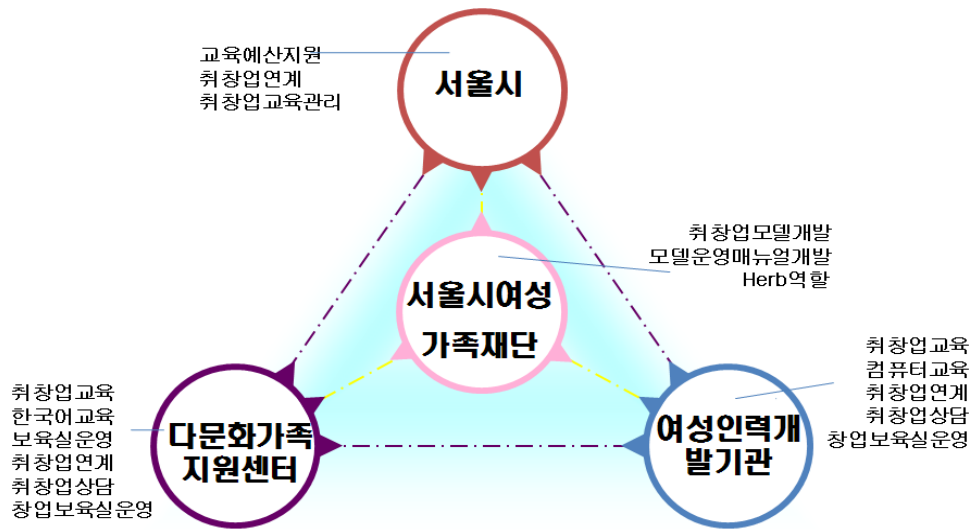 교육예산지원
취창업연계
취창업교육관리
서울시
취창업모델개발
모델운영매뉴얼개발
Herb역할
서울시여성
가족재단
취창업교육
컴퓨터교육
취창업연계
취창업상담
창업보육실운영
여성인력개
발기관
취창업교육
한국어교육
보육실운영
취창업연계
취창업상담
창업보육실운영
다문화가족
지원센터